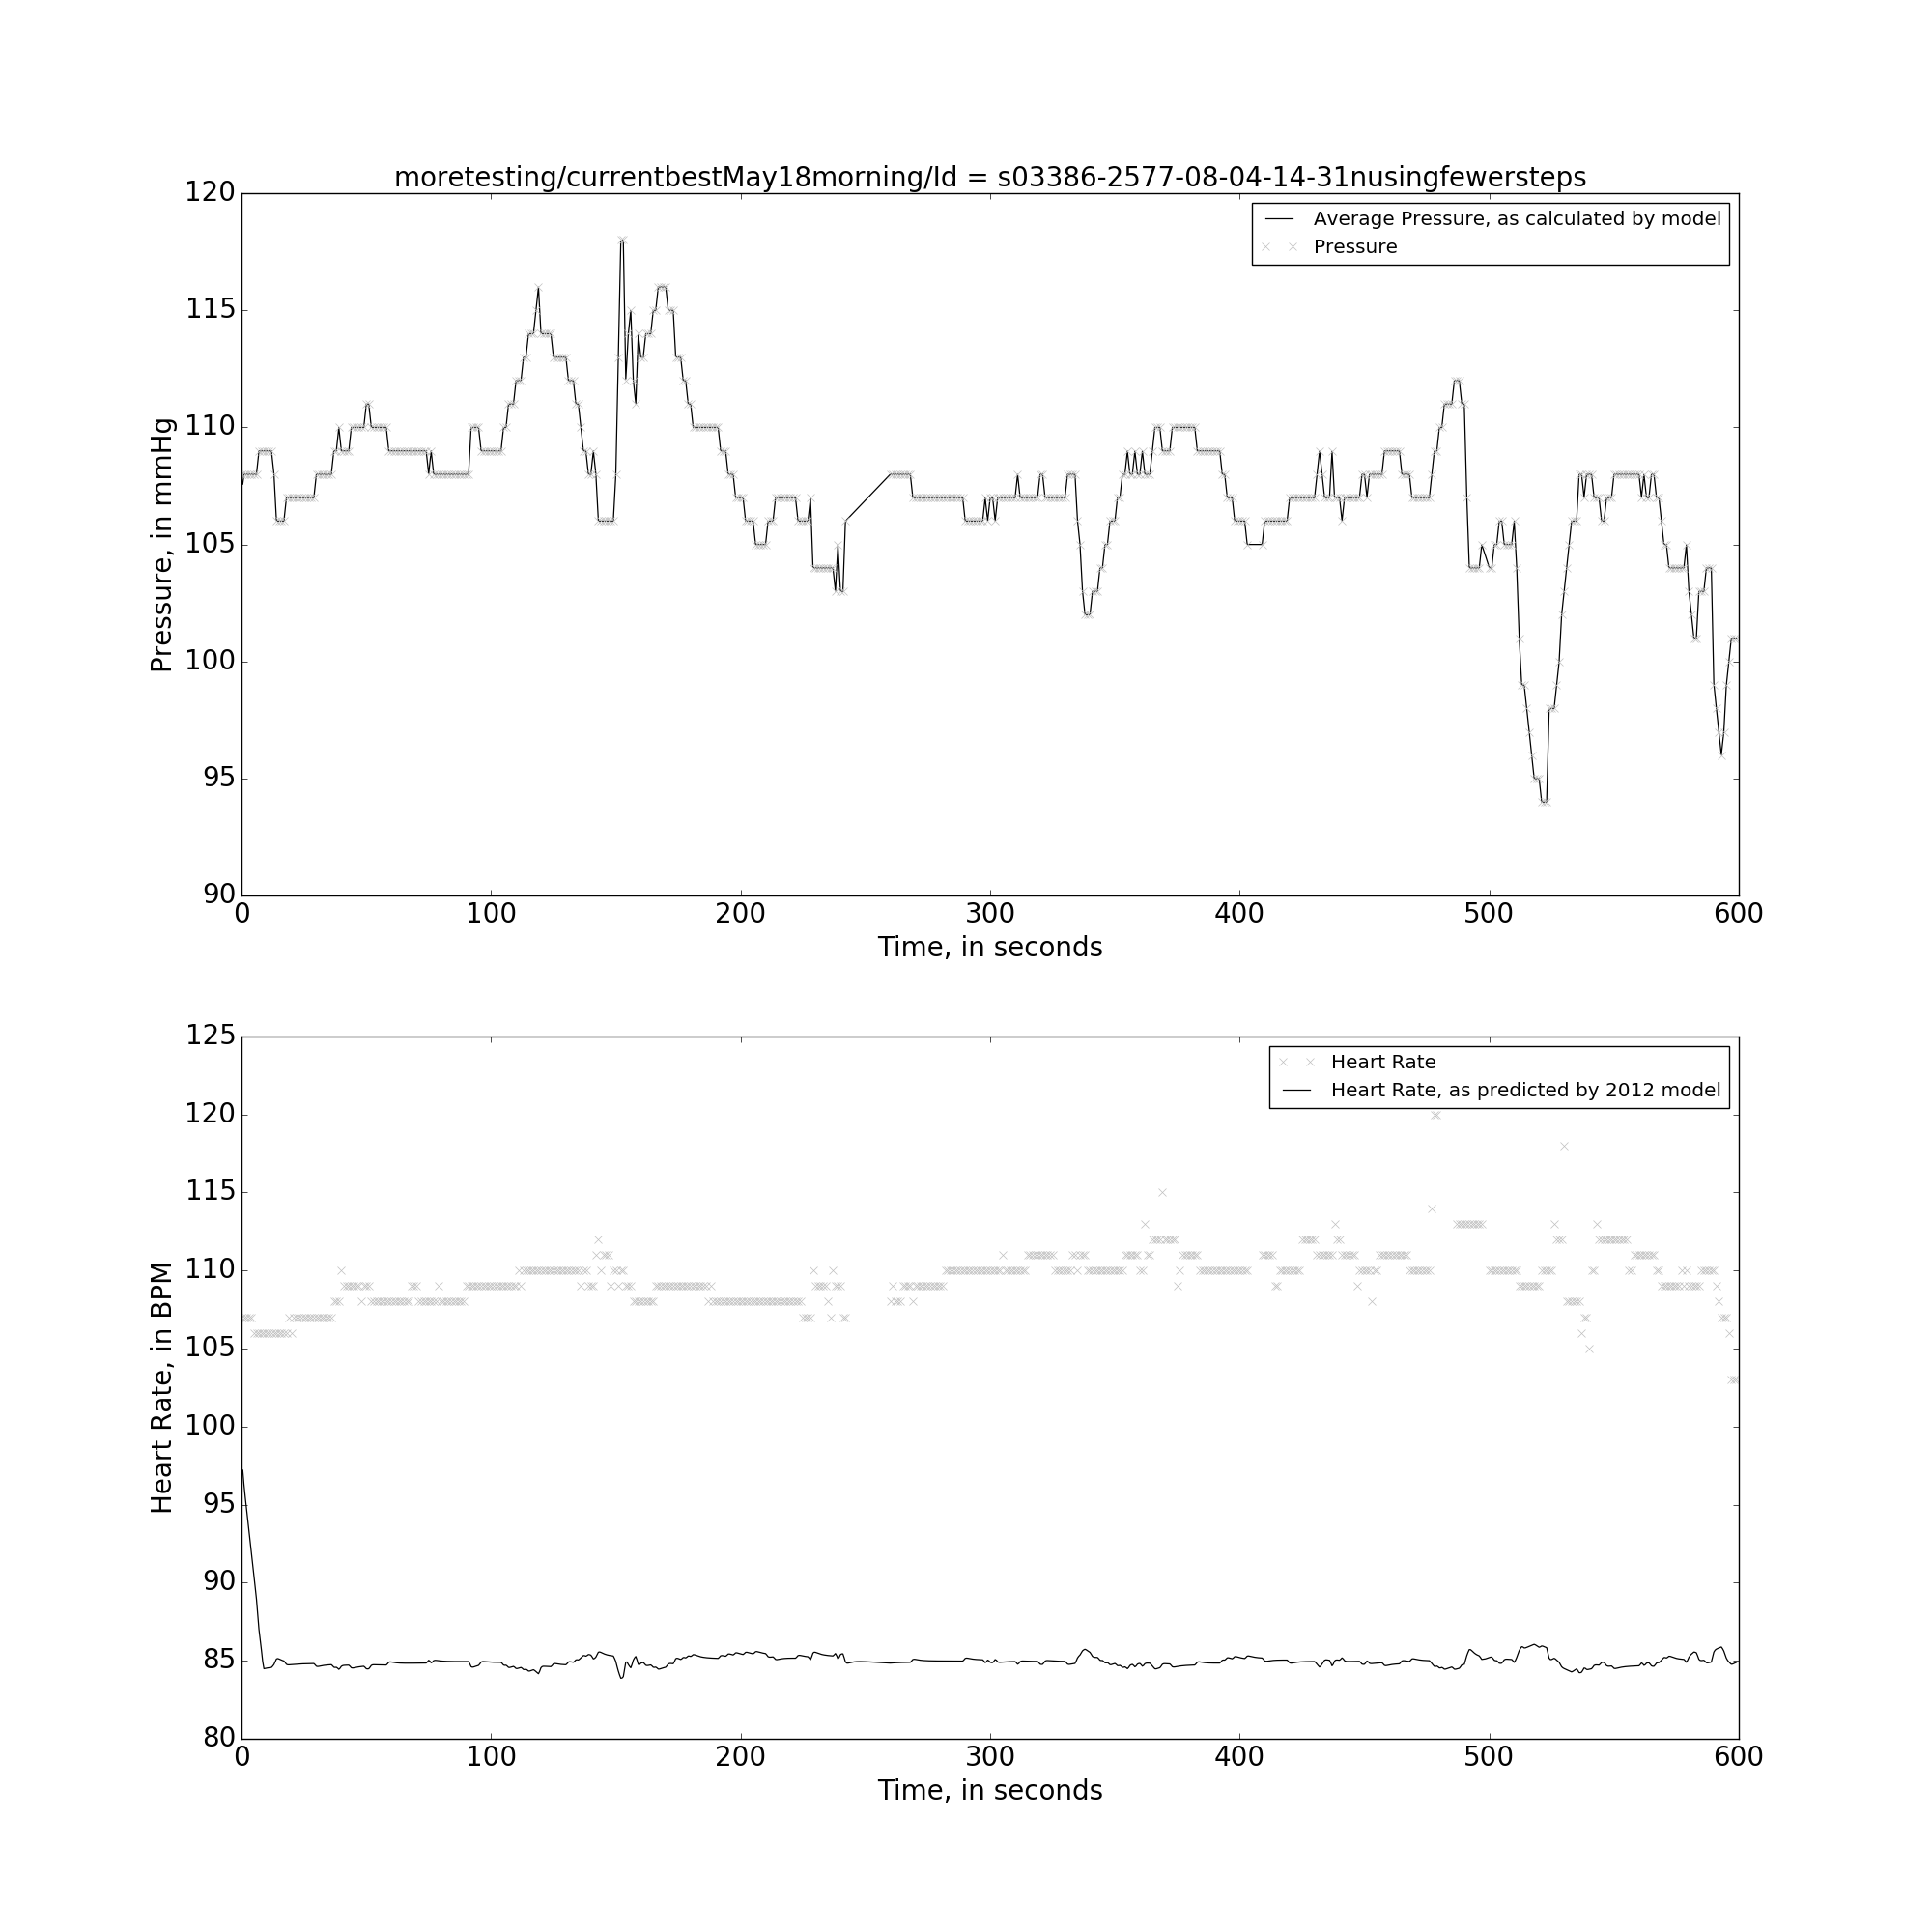 moretesting/currentbestMay18morning/Id = s03386-2577-08-04-14-31nusingfewersteps
120
115
110
105
100
95
90
Pressure, in mmHg
Average Pressure, as calculated by model
Pressure
0 100 200 300 400 500 600
Time, in seconds
125
120
115
110
105
100
95
90
85
80
Heart Rate, in BPM
Heart Rate
Heart Rate, as predicted by 2012 model
0 100 200 300 400 500 600
Time, in seconds